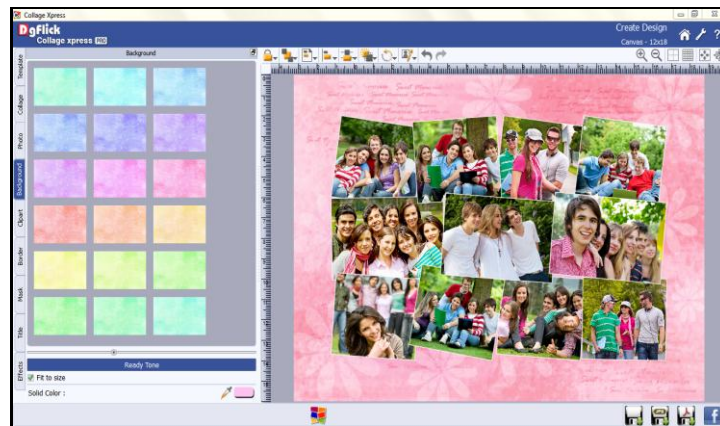 Collage Xpress
DgFlick
Collage xpress PRO
Create Design
Canvas - 12x18
?
Background
Template
Collage
Photo
Background
Clipart
Border
Mask
Title
Effects
Ready Tone
Fit to size
Solid Color :
f